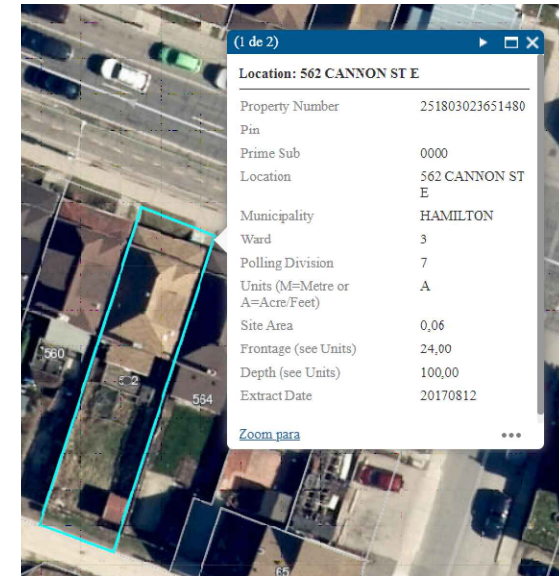 (1 de 2)
Location: 562 CANNON ST E
Property Number 251803023651480
Pin
Prime Sub 0000
Location 562 CANNON ST
E
Municipality HAMILTON
Ward 3
Polling Division 7
Units (M=Metre or A
A=Acre/Feet)
Site Area 0,06
Frontage (see Units) 24,00
Depth (see Units) 100,00
Extract Date 20170812
Zoom para
560
564
65